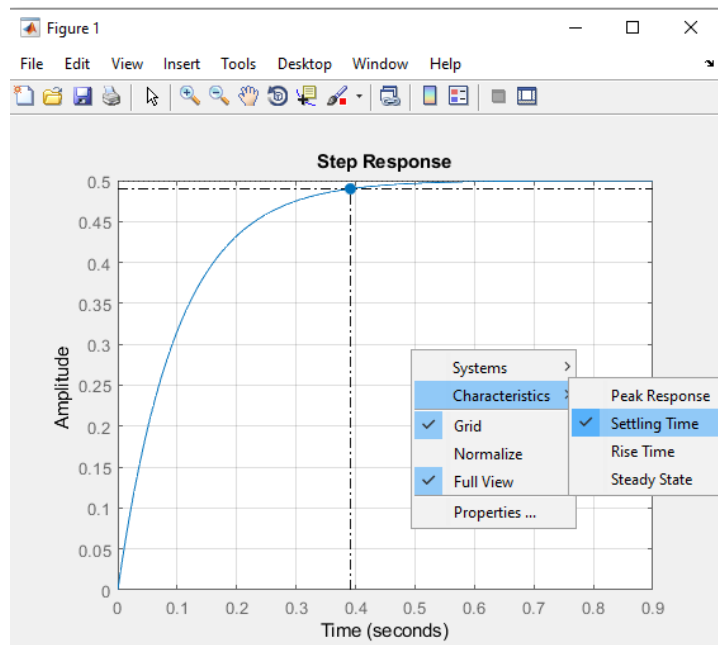 Figure 1
File Edit View Insert Tools Desktop Window Help
Step Response
0.5
0.45
0.4
0.35
0.3
0.25
0.2
0.15
0.1
0.05
0
Amplitude
0 0.1 0.2 0.3 0.4 0.5 0.6 0.7 0.8 0.9
Time (seconds)
Systems
Characteristics
Grid
Normalize
Full View
Properties ...
Peak Response
Settling Time
Rise Time
Steady State